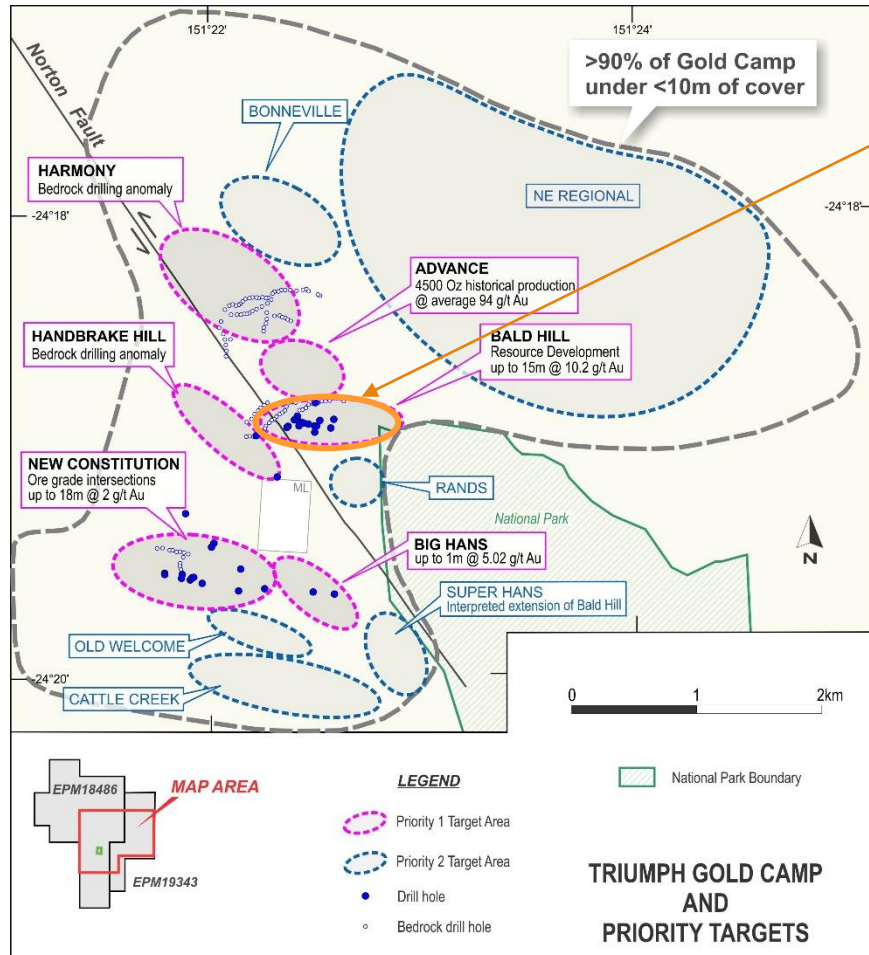 151°22'
151°24'
>90% of Gold Camp
under <10m of cover
Norton Fault
BONNEVILLE
HARMONY
Bedrock drilling anomaly
NE REGIONAL
-24°18'
-24°18'
ADVANCE
4500 Oz historical production
@ average 94 g/t Au
HANDBRAKE HILL
Bedrock drilling anomaly
BALD HILL
Resource Development
up to 15m @ 10.2 g/t Au
NEW CONSTITUTION
Ore grade intersections
up to 18m @ 2 g/t Au
ML
RANDS
National Park
N
BIG HANS
up to 1m @ 5.02 g/t Au
SUPER HANS
Interpreted extension of Bald Hill
OLD WELCOME
-24°20'
CATTLE CREEK
0 1 2km
EPM18486
MAP AREA
EPM19343
LEGEND
Priority 1 Target Area
Priority 2 Target Area
Drill hole
Bedrock drill hole
National Park Boundary
TRIUMPH GOLD CAMP
AND
PRIORITY TARGETS